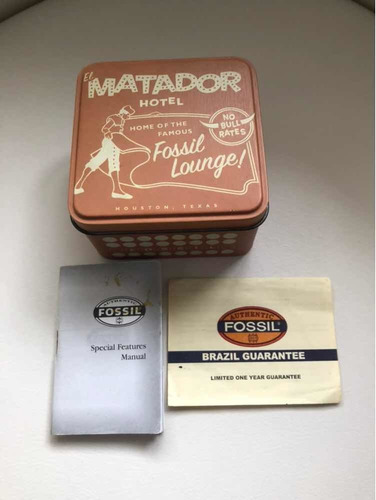 El
MATADOR
HOTEL
HOME OF THE
FAMOUS
Fossil
Lounge!
NO
BULL
RATES
HOUSTON, TEXAS
AUTHENTIC
FOSSIL
Special Features
Manual
AUTHENTIC
FOSSIL
BRAZIL GUARANTEE
LIMITED ONE YEAR GUARANTEE